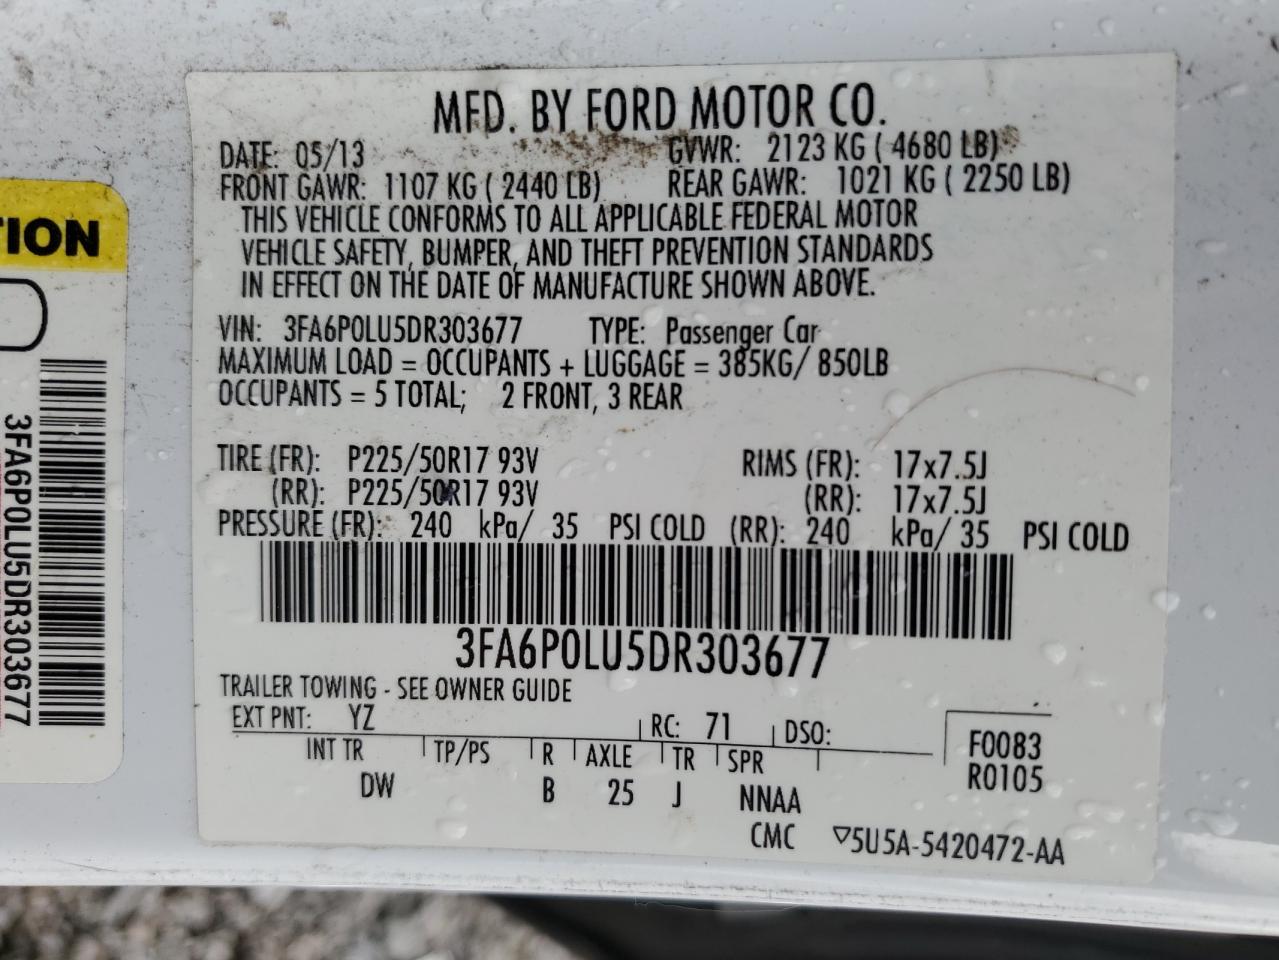 MFD. BY FORD MOTOR CO.
DATE: 05/13 GVWR: 2123 KG ( 4680 LB)
FRONT GAWR: 1107 KG ( 2440 LB) REAR GAWR: 1021 KG ( 2250 LB)
THIS VEHICLE CONFORMS TO ALL APPLICABLE FEDERAL MOTOR
VEHICLE SAFETY, BUMPER, AND THEFT PREVENTION STANDARDS
IN EFFECT ON THE DATE OF MANUFACTURE SHOWN ABOVE.
VIN: 3FA6P0LU5DR303677 TYPE: Passenger Car
MAXIMUM LOAD = OCCUPANTS + LUGGAGE = 385KG/ 850LB
OCCUPANTS = 5 TOTAL; 2 FRONT, 3 REAR
TIRE (FR): P225/50R17 93V RIMS (FR): 17x7.5J
(RR): P225/50R17 93V (RR): 17x7.5J
PRESSURE (FR): 240 kPa/ 35 PSI COLD (RR): 240 kPa/ 35 PSI COLD
3FA6P0LU5DR303677
TRAILER TOWING - SEE OWNER GUIDE
EXT PNT: YZ RC: 71 DSO:
INT TR TP/PS R AXLE TR SPR
DW B 25 J NNAA
F0083
R0105
CMC ▽5U5A-5420472-AA
TION
3FA6P0LU5DR303677